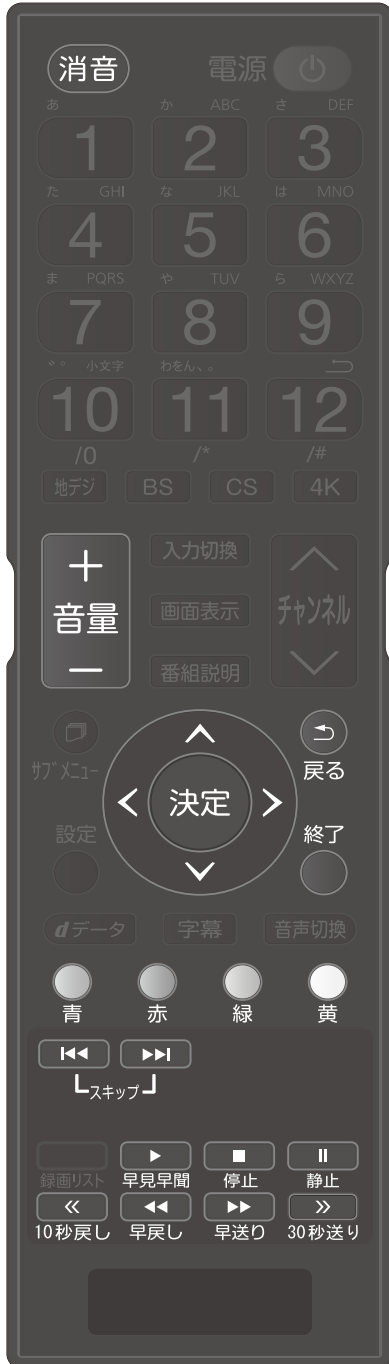 消音 電源
あ か ABC さ DEF
1 2 3
た GHI な JKL は MNO
4 5 6
ま PQRS や TUV ら WXYZ
7 8 9
゛゜ 小文字 わをん、。
10 11 12
/0 /* /#
地デジ BS CS 4K
＋ 入力切換
音量 画面表示 チャンネル
－ 番組説明
サブメニュー 決定 戻る
設定 終了
dデータ 字幕 音声切換
青 赤 緑 黄
スキップ
録画リスト 早見早聞 停止 静止
10秒戻し 早戻し 早送り 30秒送り